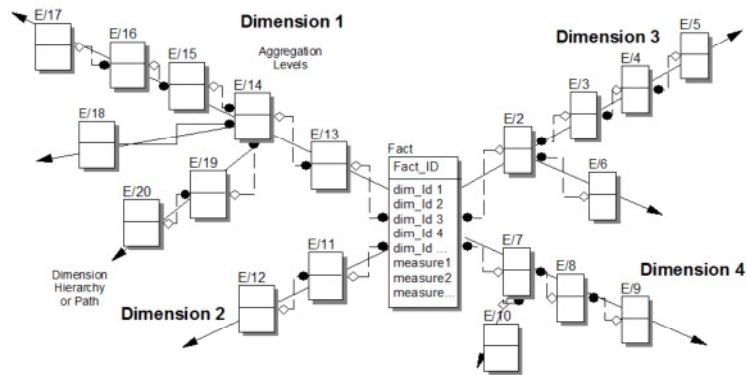 Dimension 1
Aggregation
Levels
E/17
E/16
E/15
E/14
E/13
E/18
E/19
E/20
Dimension
Hierarchy
or Path
Dimension 2
E/12
E/11
Fact
Fact_ID
dim_Id 1
dim_Id 2
dim_Id 3
dim_Id 4
dim_Id ...
measure1
measure2
measure...
Dimension 3
E/2
E/3
E/4
E/5
E/6
Dimension 4
E/7
E/8
E/9
E/10